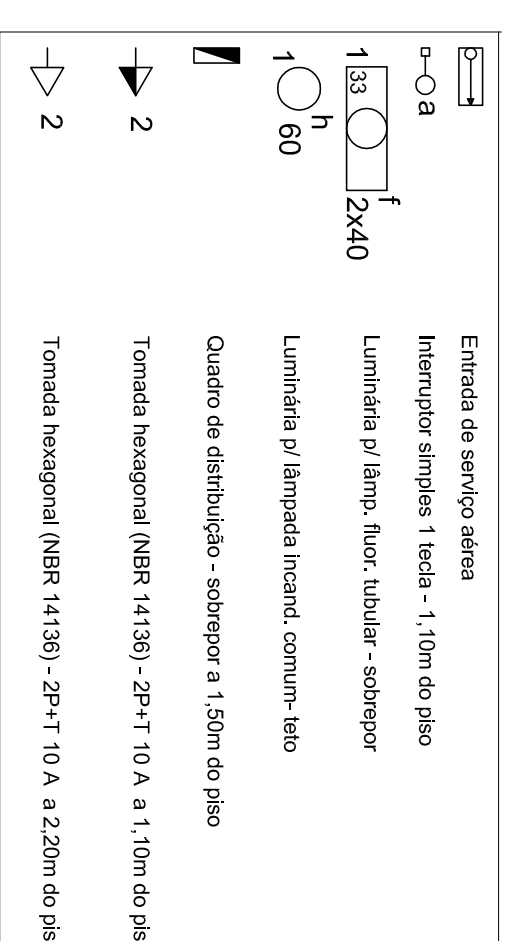 Entrada de serviço aérea
a Interruptor simples 1 tecla - 1,10m do piso
1 33 f 2x40 Luminária p/ lâmp. fluor. tubular - sobrepor
1 h 60 Luminária p/ lâmpada incand. comum- teto
Quadro de distribuição - sobrepor a 1,50m do piso
2 Tomada hexagonal (NBR 14136) - 2P+T 10 A a 1,10m do pis
2 Tomada hexagonal (NBR 14136) - 2P+T 10 A a 2,20m do pis